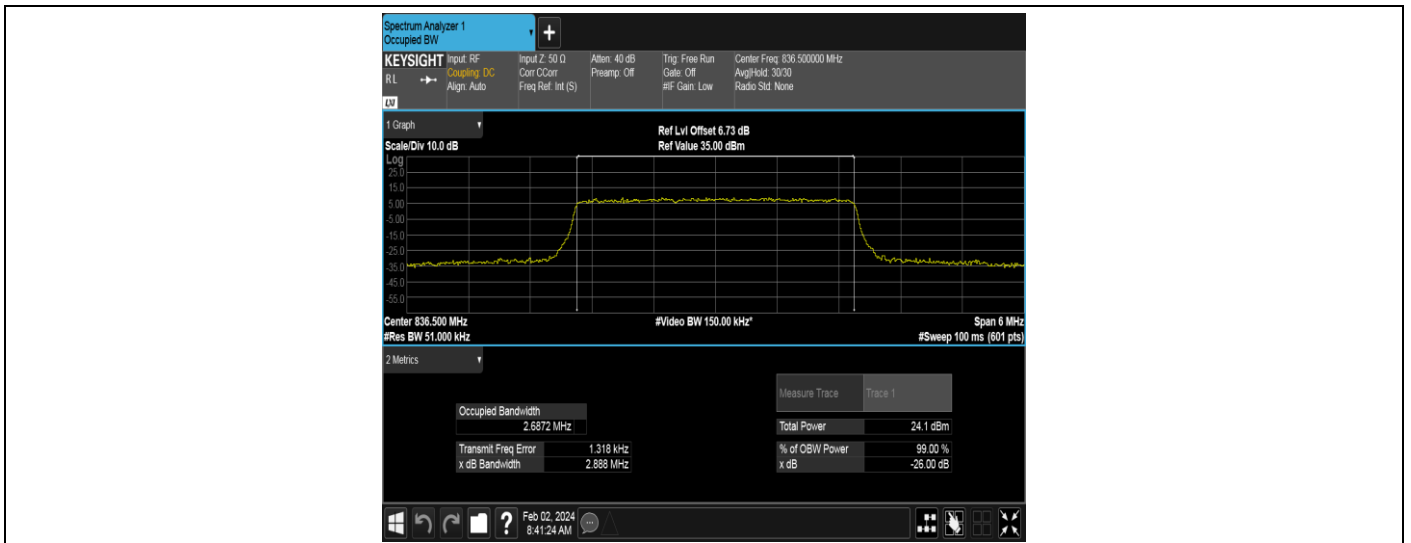 Spectrum Analyzer 1
Occupied BW
+
KEYSIGHT Input: RF Input Z: 50 Ω Atten: 40 dB Trig: Free Run Center Freq: 836.500000 MHz
RL Coupling: DC Corr CCorr Preamp: Off Gate: Off Avg|Hold: 30/30
Align: Auto Freq Ref: Int (S) #IF Gain: Low Radio Std: None
LXI
1 Graph
Ref Lvl Offset 6.73 dB
Scale/Div 10.0 dB Ref Value 35.00 dBm
Log
25.0
15.0
5.00
-5.00
-15.0
-25.0
-35.0
-45.0
-55.0
Center 836.500 MHz #Video BW 150.00 kHz* Span 6 MHz
#Res BW 51.000 kHz #Sweep 100 ms (601 pts)
2 Metrics
Measure Trace Trace 1
Occupied Bandwidth
2.6872 MHz Total Power 24.1 dBm
Transmit Freq Error 1.318 kHz % of OBW Power 99.00 %
x dB Bandwidth 2.888 MHz x dB -26.00 dB
? Feb 02, 2024
8:41:24 AM